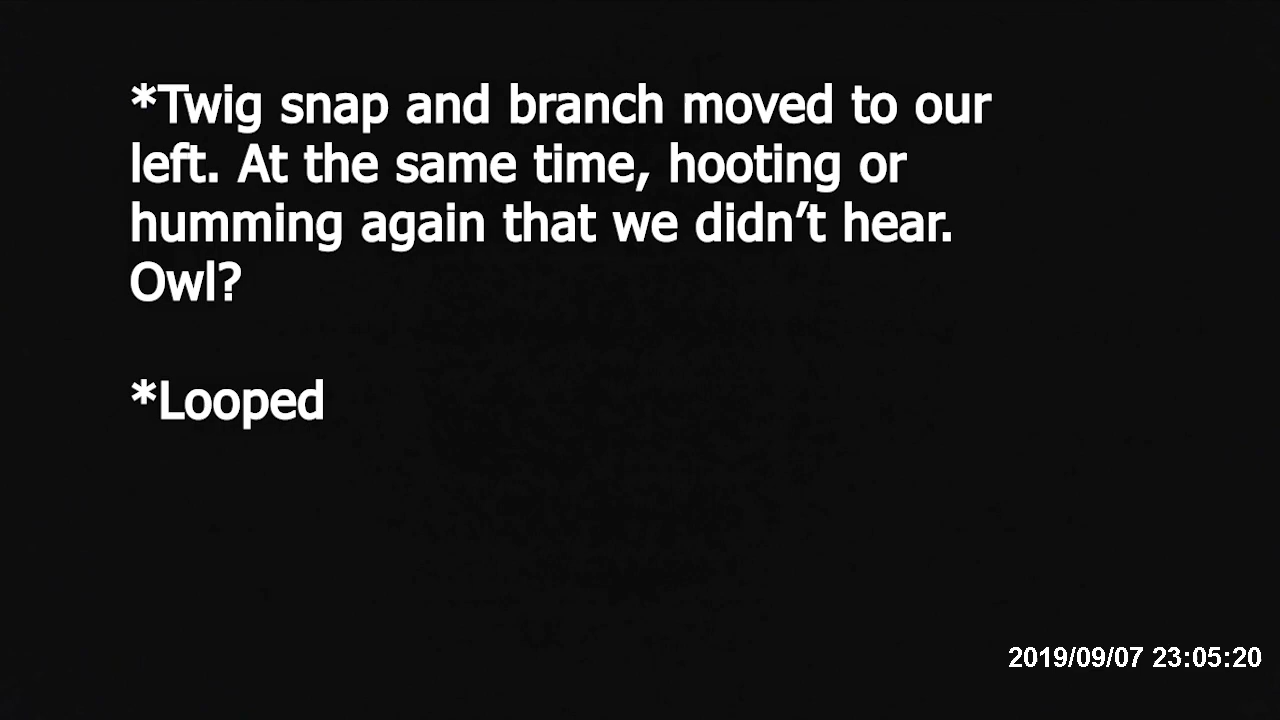 *Twig snap and branch moved to our
left. At the same time, hooting or
humming again that we didn’t hear.
Owl?
*Looped
2019/09/07 23:05:20